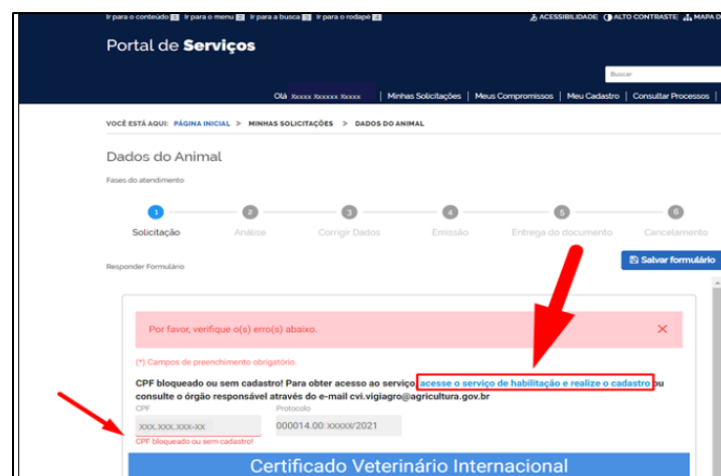 Ir para o conteúdo 1 Ir para o menu 2 Ir para a busca 3 Ir para o rodapé 4 ACESSIBILIDADE ALTO CONTRASTE MAPA D
Portal de Serviços
Buscar
Olá Xxxxx Xxxxxx Xxxxx | Minhas Solicitações | Meus Compromissos | Meu Cadastro | Consultar Processos |
VOCÊ ESTÁ AQUI: PÁGINA INICIAL > MINHAS SOLICITAÇÕES > DADOS DO ANIMAL
Dados do Animal
Fases do atendimento
1 2 3 4 5 6
Solicitação Análise Corrigir Dados Emissão Entrega do documento Cancelamento
Responder Formulário Salvar formulário
Por favor, verifique o(s) erro(s) abaixo. ×
(*) Campos de preenchimento obrigatório.
CPF bloqueado ou sem cadastro! Para obter acesso ao serviço acesse o serviço de habilitação e realize o cadastro ou
consulte o órgão responsável através do e-mail cvi.vigiagro@agricultura.gov.br
CPF Protocolo
xxx.xxx.xxx-xx 000014.00 xxxxx/2021
CPF bloqueado ou sem cadastro!
Certificado Veterinário Internacional